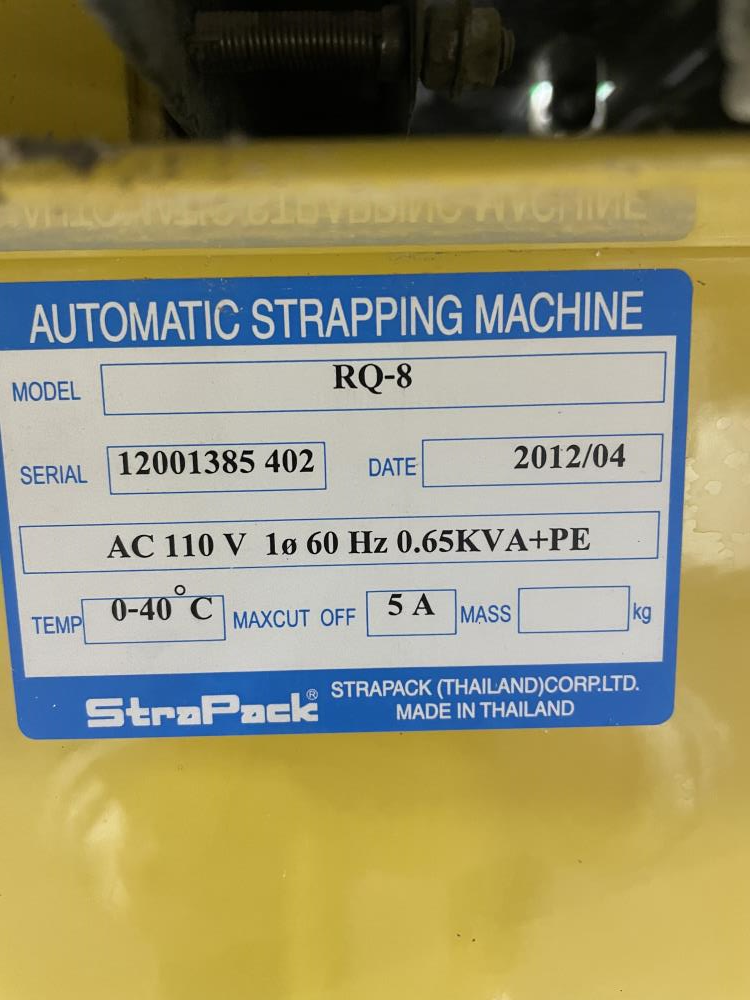 AUTOMATIC STRAPPING MACHINE
MODEL RQ-8
SERIAL 12001385 402 DATE 2012/04
AC 110 V 1ø 60 Hz 0.65KVA+PE
TEMP 0-40°C MAXCUT OFF 5 A MASS kg
StraPack® STRAPACK (THAILAND)CORP.LTD.
MADE IN THAILAND